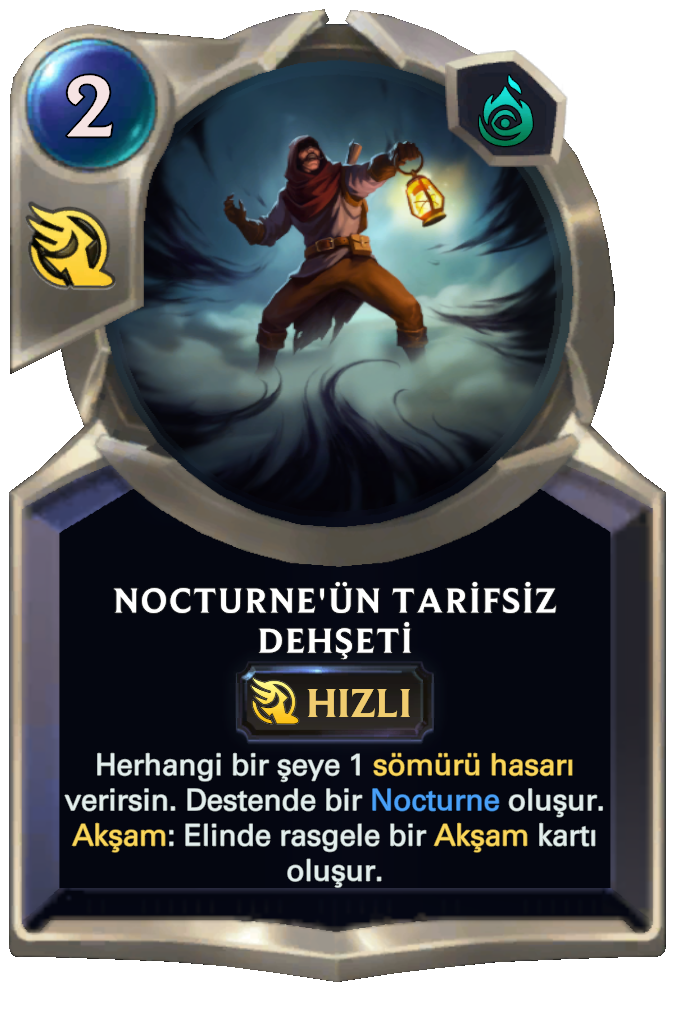 2
NOCTURNE'ÜN TARİFSİZ
DEHŞETİ
HIZLI
Herhangi bir şeye 1 sömürü hasarı
verirsin. Destende bir Nocturne oluşur.
Akşam: Elinde rasgele bir Akşam kartı
oluşur.